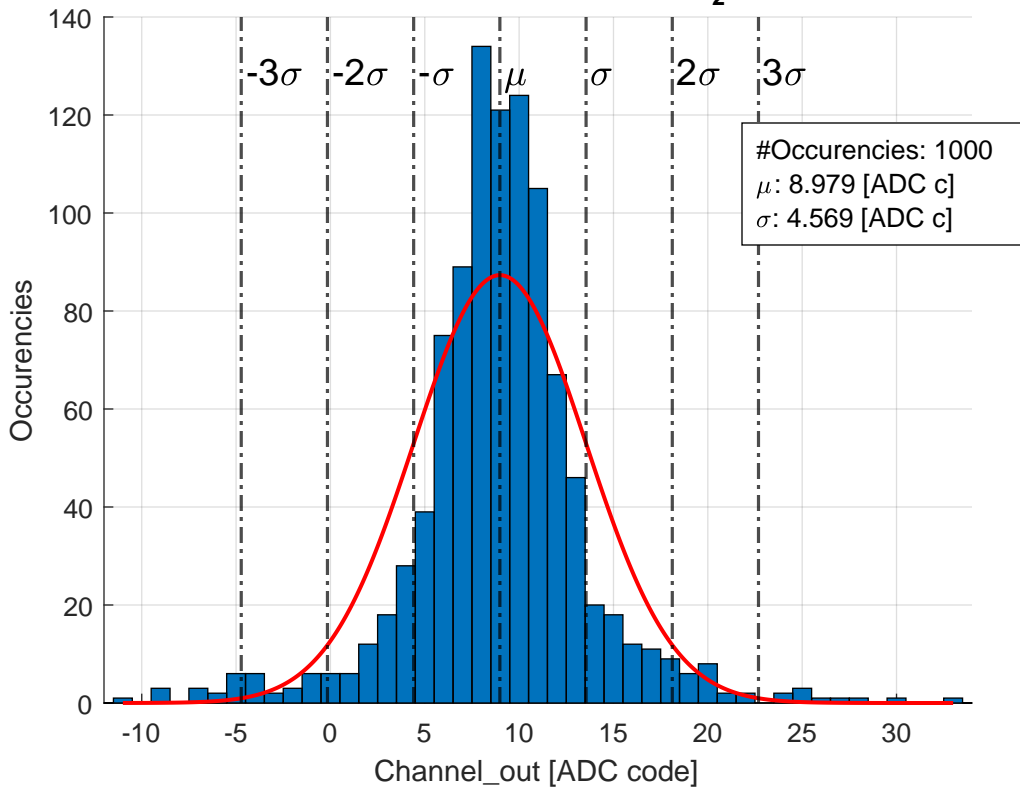 2
140
120
100
80
60
40
20
0
-3σ -2σ -σ μ σ 2σ 3σ
#Occurencies: 1000
μ: 8.979 [ADC c]
σ: 4.569 [ADC c]
Occurencies
-10 -5 0 5 10 15 20 25 30
Channel_out [ADC code]